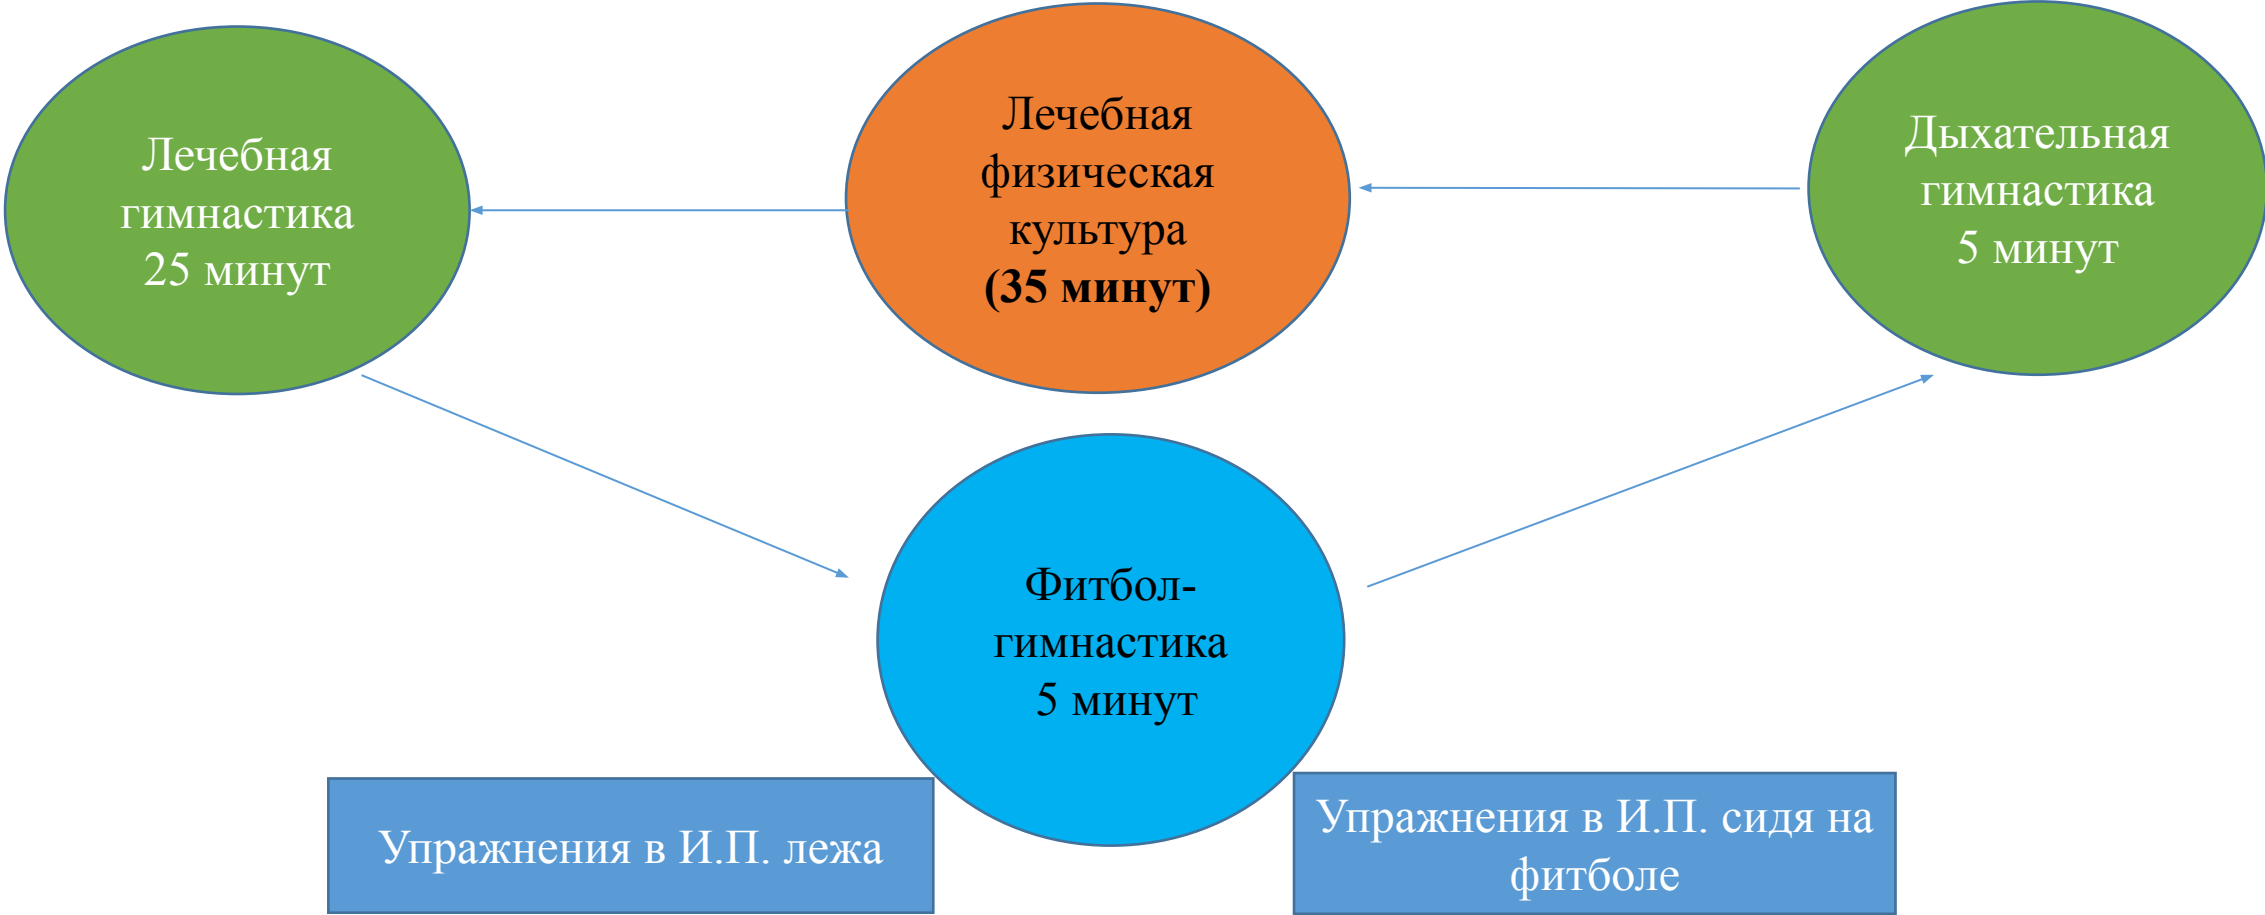 Лечебная
гимнастика
25 минут
Лечебная
физическая
культура
(35 минут)
Дыхательная
гимнастика
5 минут
Фитбол-
гимнастика
5 минут
Упражнения в И.П. лежа
Упражнения в И.П. сидя на
фитболе